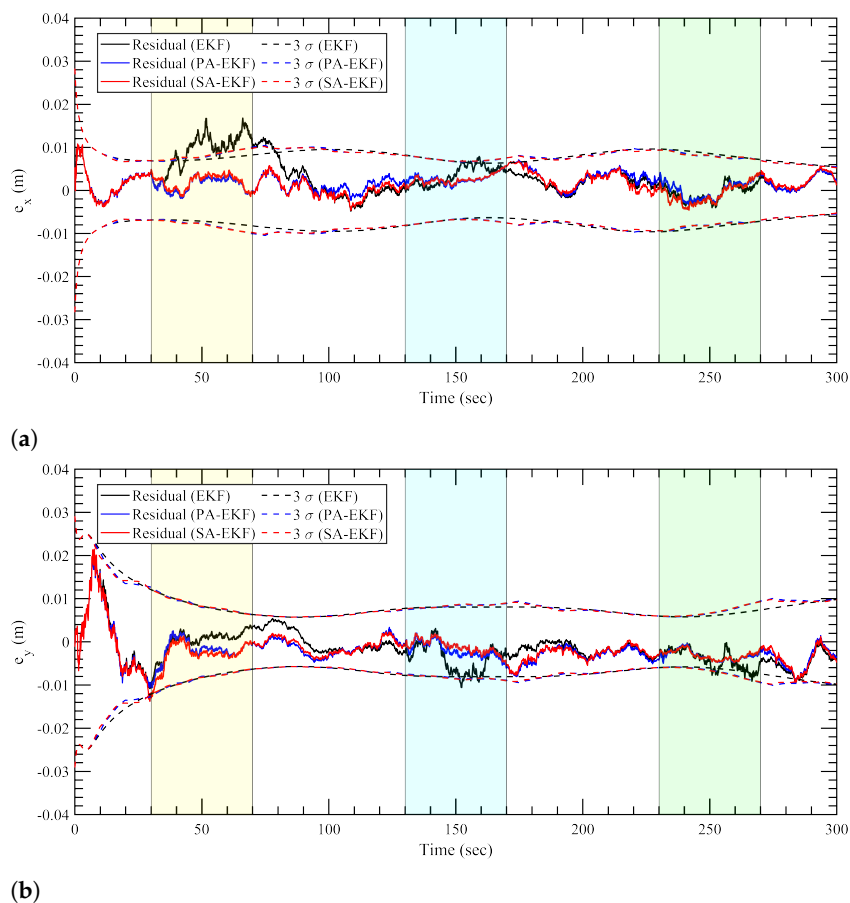 0.04
0.03
0.02
0.01
0
-0.01
-0.02
-0.03
-0.04
e_x (m)
Residual (EKF) 3 σ (EKF)
Residual (PA-EKF) 3 σ (PA-EKF)
Residual (SA-EKF) 3 σ (SA-EKF)
0 50 100 150 200 250 300
Time (sec)
(a)
0.04
0.03
0.02
0.01
0
-0.01
-0.02
-0.03
-0.04
e_y (m)
Residual (EKF) 3 σ (EKF)
Residual (PA-EKF) 3 σ (PA-EKF)
Residual (SA-EKF) 3 σ (SA-EKF)
0 50 100 150 200 250 300
Time (sec)
(b)